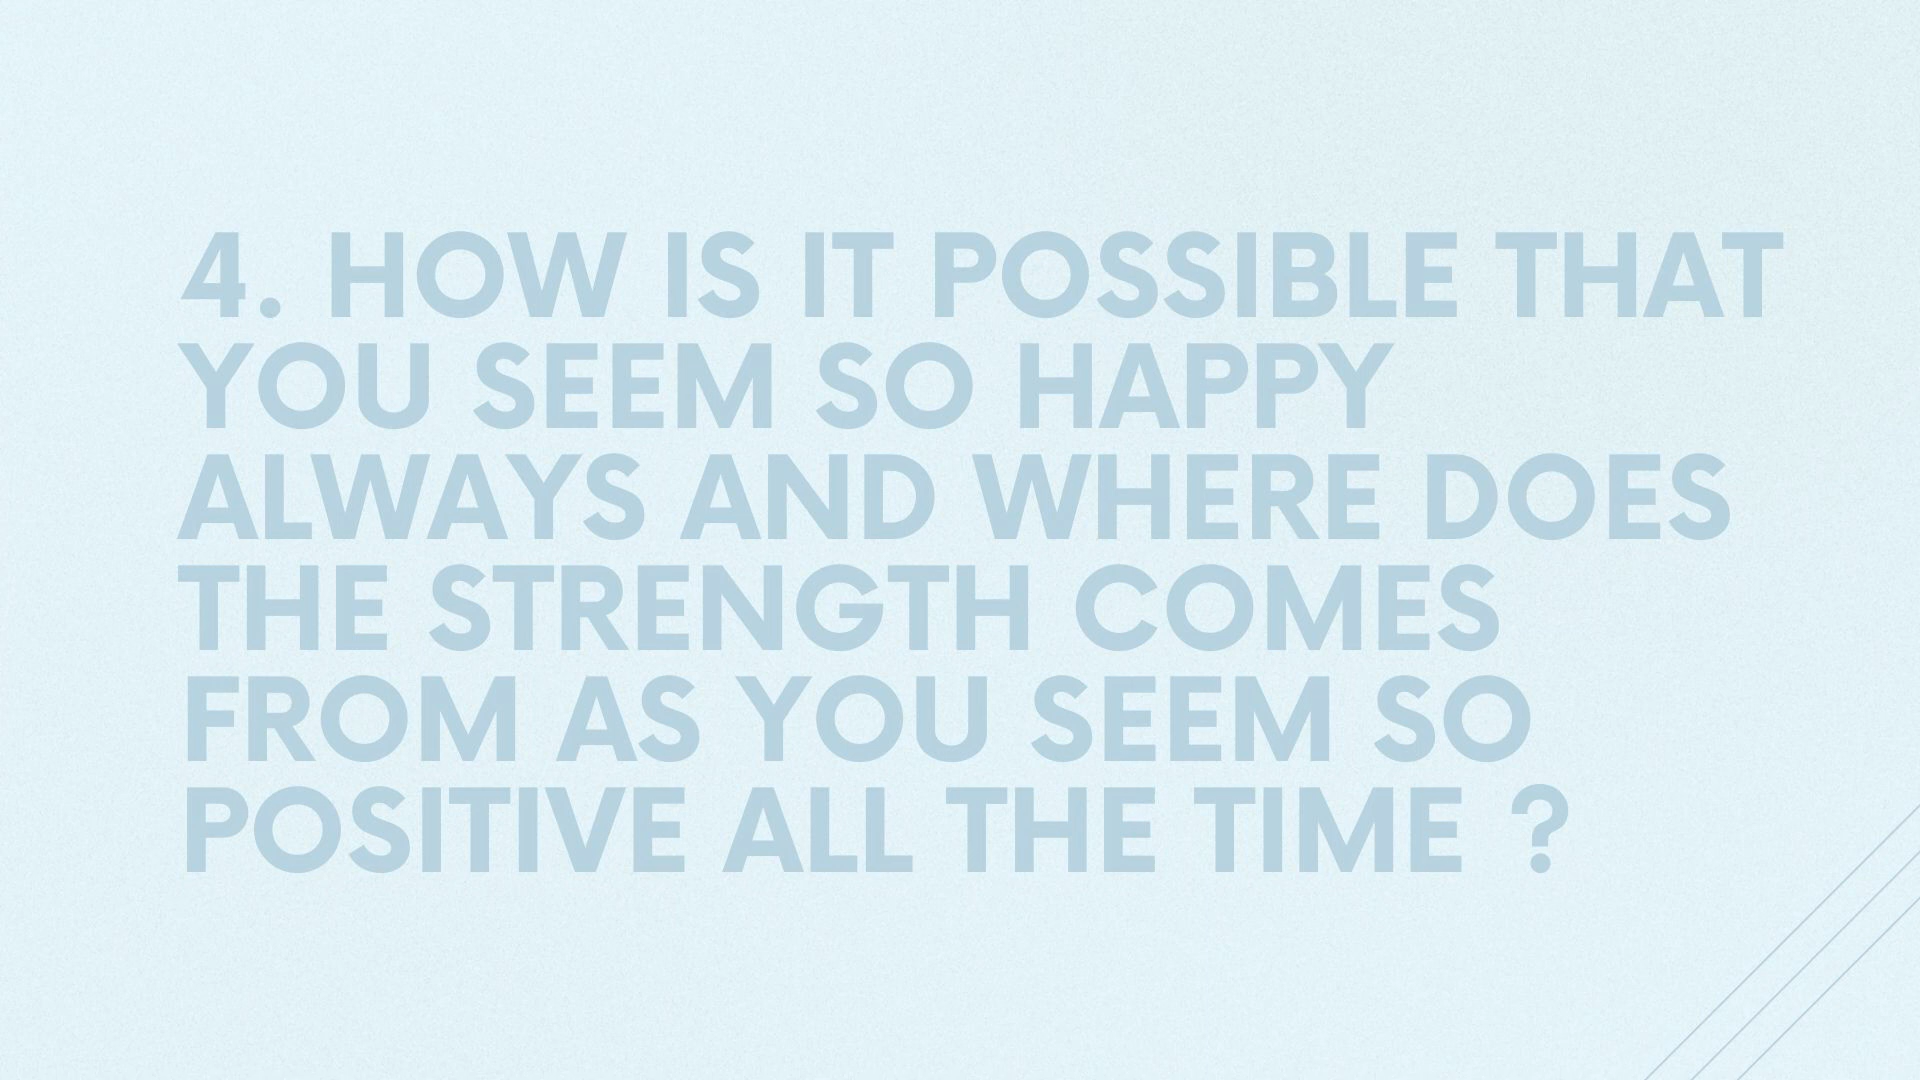 4. HOW IS IT POSSIBLE THAT
YOU SEEM SO HAPPY
ALWAYS AND WHERE DOES
THE STRENGTH COMES
FROM AS YOU SEEM SO
POSITIVE ALL THE TIME ?